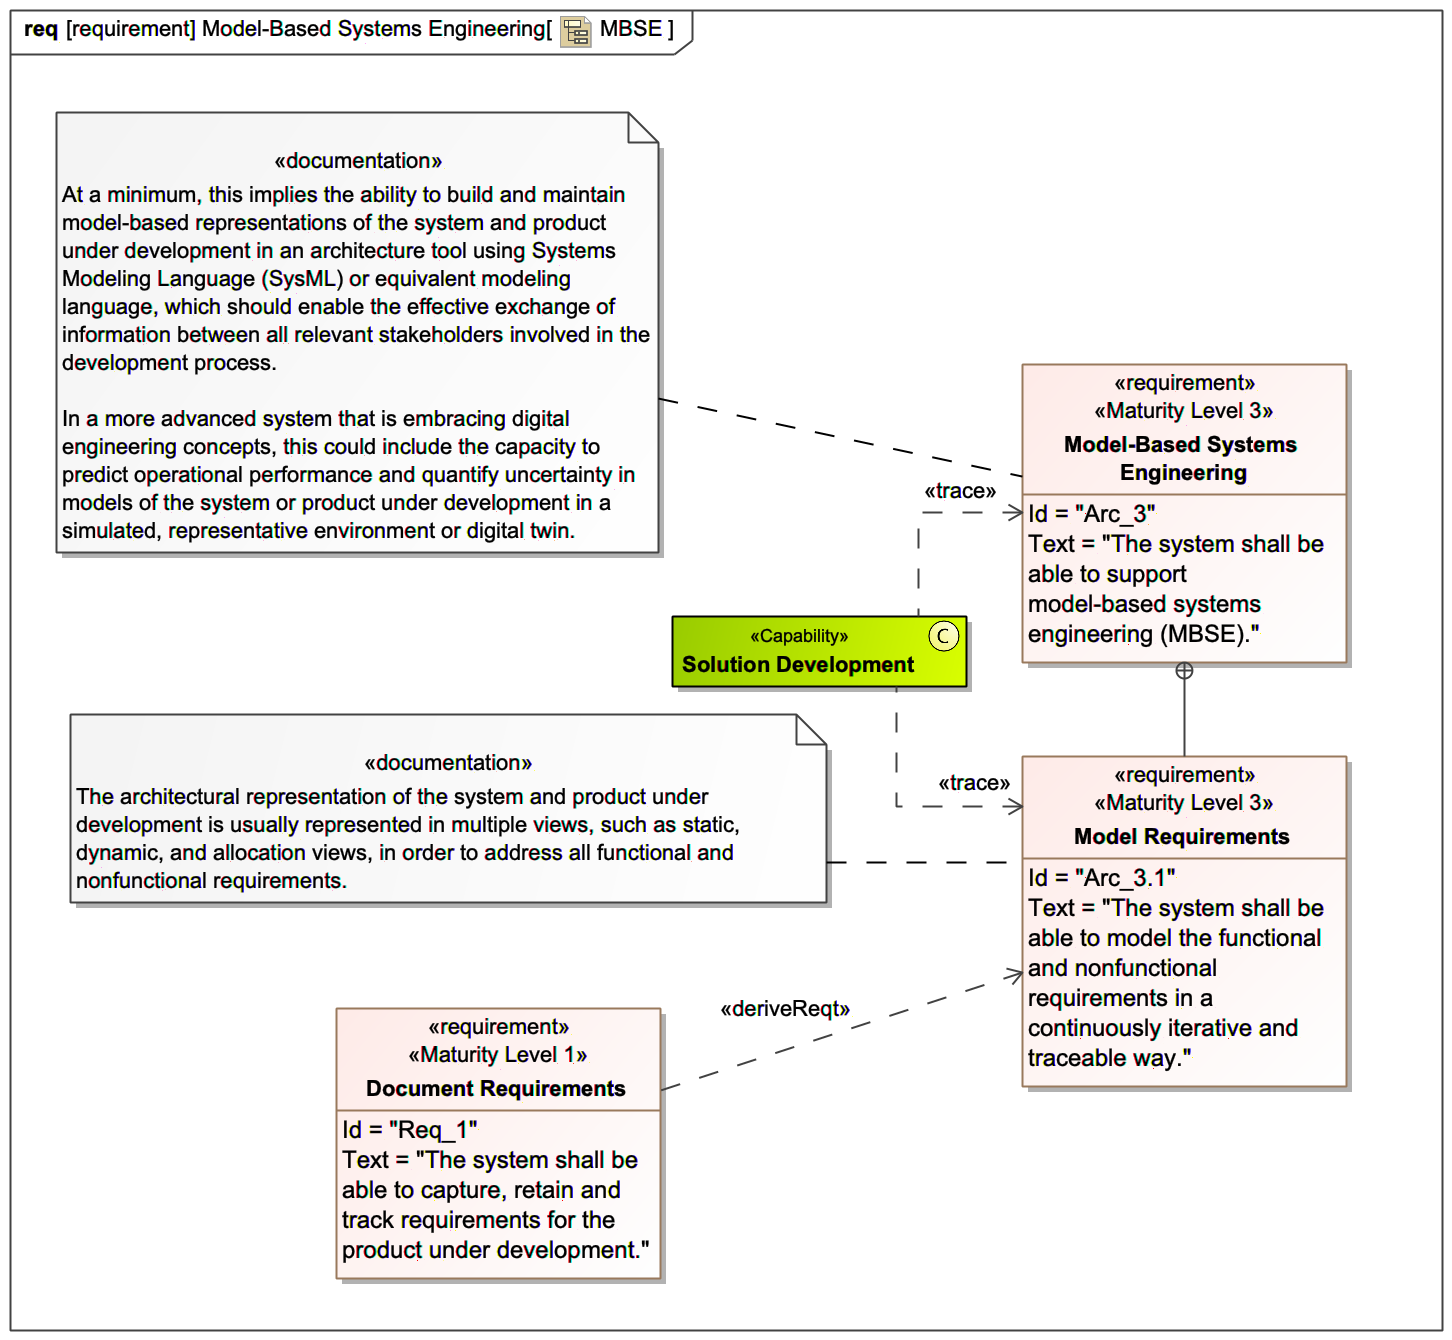 req [requirement] Model-Based Systems Engineering[ MBSE ]
«documentation»
At a minimum, this implies the ability to build and maintain
model-based representations of the system and product
under development in an architecture tool using Systems
Modeling Language (SysML) or equivalent modeling
language, which should enable the effective exchange of
information between all relevant stakeholders involved in the
development process.
In a more advanced system that is embracing digital
engineering concepts, this could include the capacity to
predict operational performance and quantify uncertainty in
models of the system or product under development in a
simulated, representative environment or digital twin.
«requirement»
«Maturity Level 3»
Model-Based Systems
Engineering
Id = "Arc_3"
Text = "The system shall be
able to support
model-based systems
engineering (MBSE)."
«trace»
«Capability»
C
Solution Development
«trace»
«documentation»
The architectural representation of the system and product under
development is usually represented in multiple views, such as static,
dynamic, and allocation views, in order to address all functional and
nonfunctional requirements.
«requirement»
«Maturity Level 3»
Model Requirements
Id = "Arc_3.1"
Text = "The system shall be
able to model the functional
and nonfunctional
requirements in a
continuously iterative and
traceable way."
«deriveReqt»
«requirement»
«Maturity Level 1»
Document Requirements
Id = "Req_1"
Text = "The system shall be
able to capture, retain and
track requirements for the
product under development."